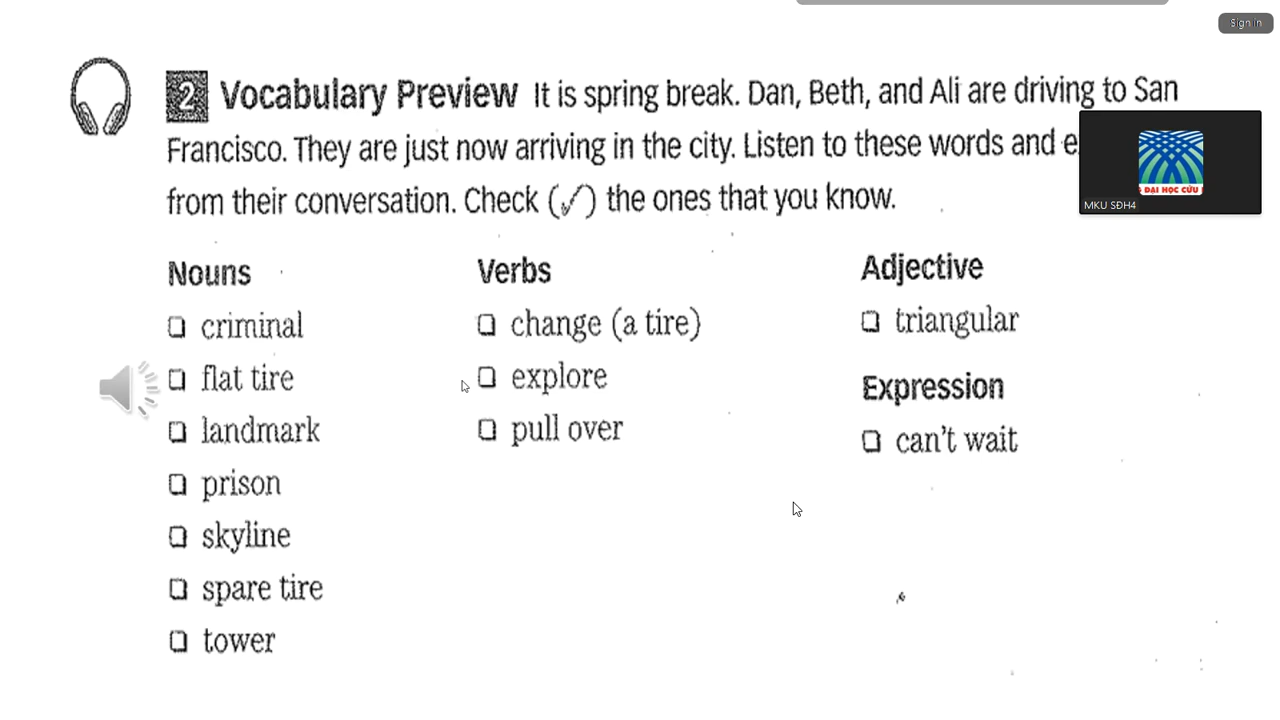 Sign in
2 Vocabulary Preview It is spring break. Dan, Beth, and Ali are driving to San
Francisco. They are just now arriving in the city. Listen to these words and
from their conversation. Check (✓) the ones that you know.
ĐẠI HỌC CỬU
MKU SĐH4
Nouns
criminal
flat tire
landmark
prison
skyline
spare tire
tower
Verbs
change (a tire)
explore
pull over
Adjective
triangular
Expression
can't wait